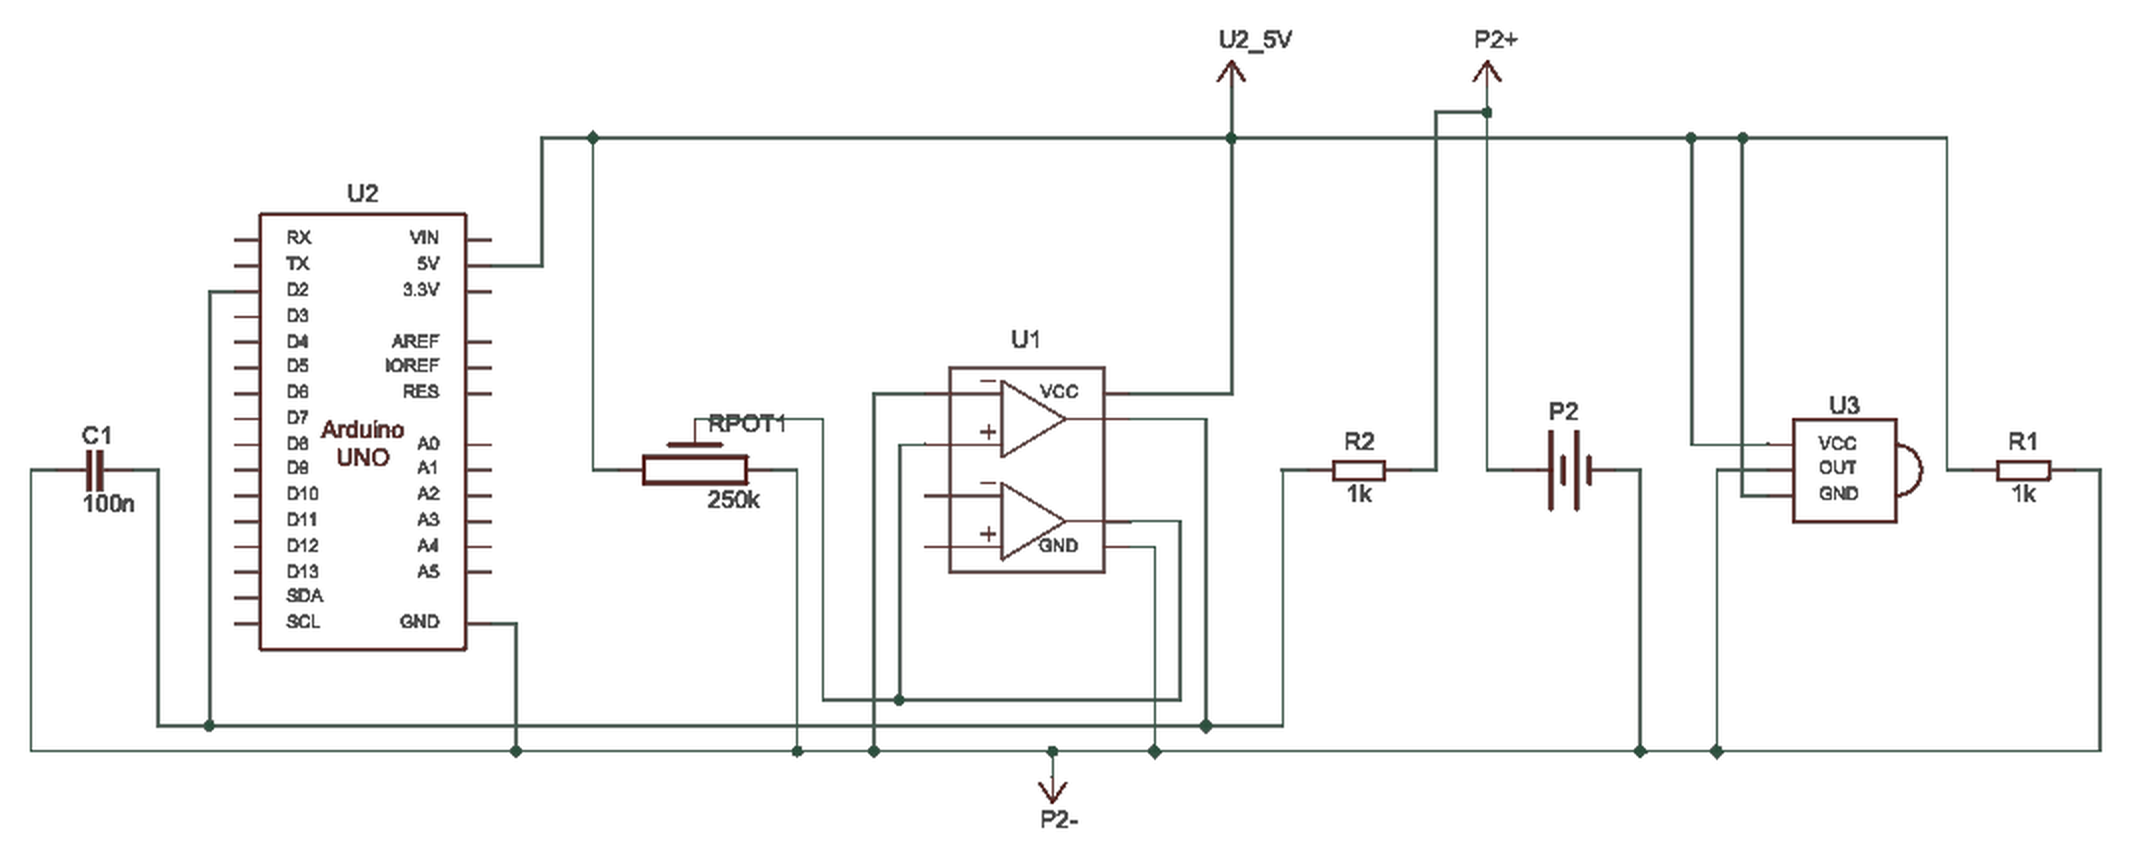 U2_5V
P2+
U2
RX VIN
TX 5V
D2 3.3V
D3
D4 AREF
D5 IOREF
D6 RES
D7
D8 A0
D9 A1
D10 A2
D11 A3
D12 A4
D13 A5
SDA
SCL GND
Arduino
UNO
C1
100n
RPOT1
250k
U1
− VCC
+
−
+ GND
R2
1k
P2
U3
VCC
OUT
GND
R1
1k
P2-